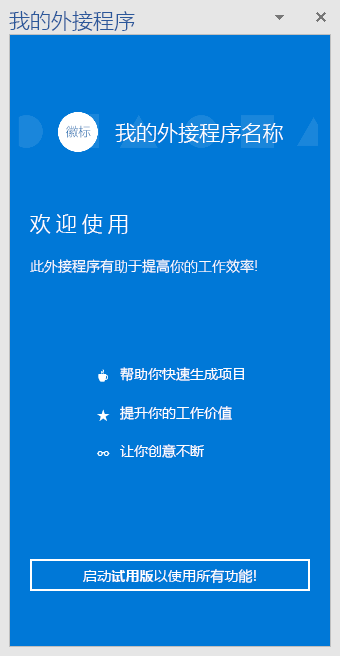 我的外接程序
徽标
我的外接程序名称
欢迎使用
此外接程序有助于提高你的工作效率!
帮助你快速生成项目
提升你的工作价值
让你创意不断
启动试用版以使用所有功能!